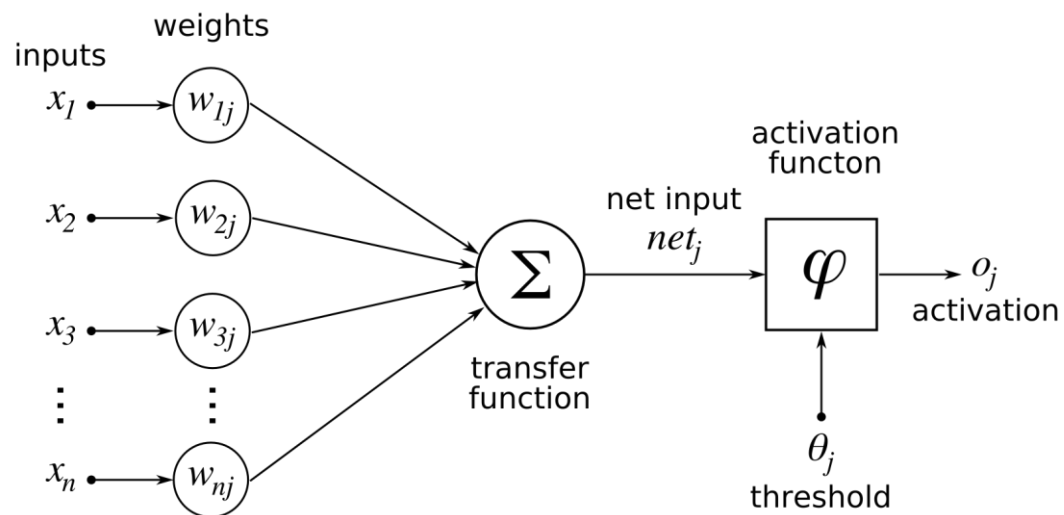 weights
inputs
x₁ w₁ⱼ
activation
functon
x₂ w₂ⱼ
net input
netⱼ
Σ
φ
oⱼ
activation
x₃ w₃ⱼ
transfer
function
⋮ ⋮
θⱼ
threshold
xₙ wₙⱼ